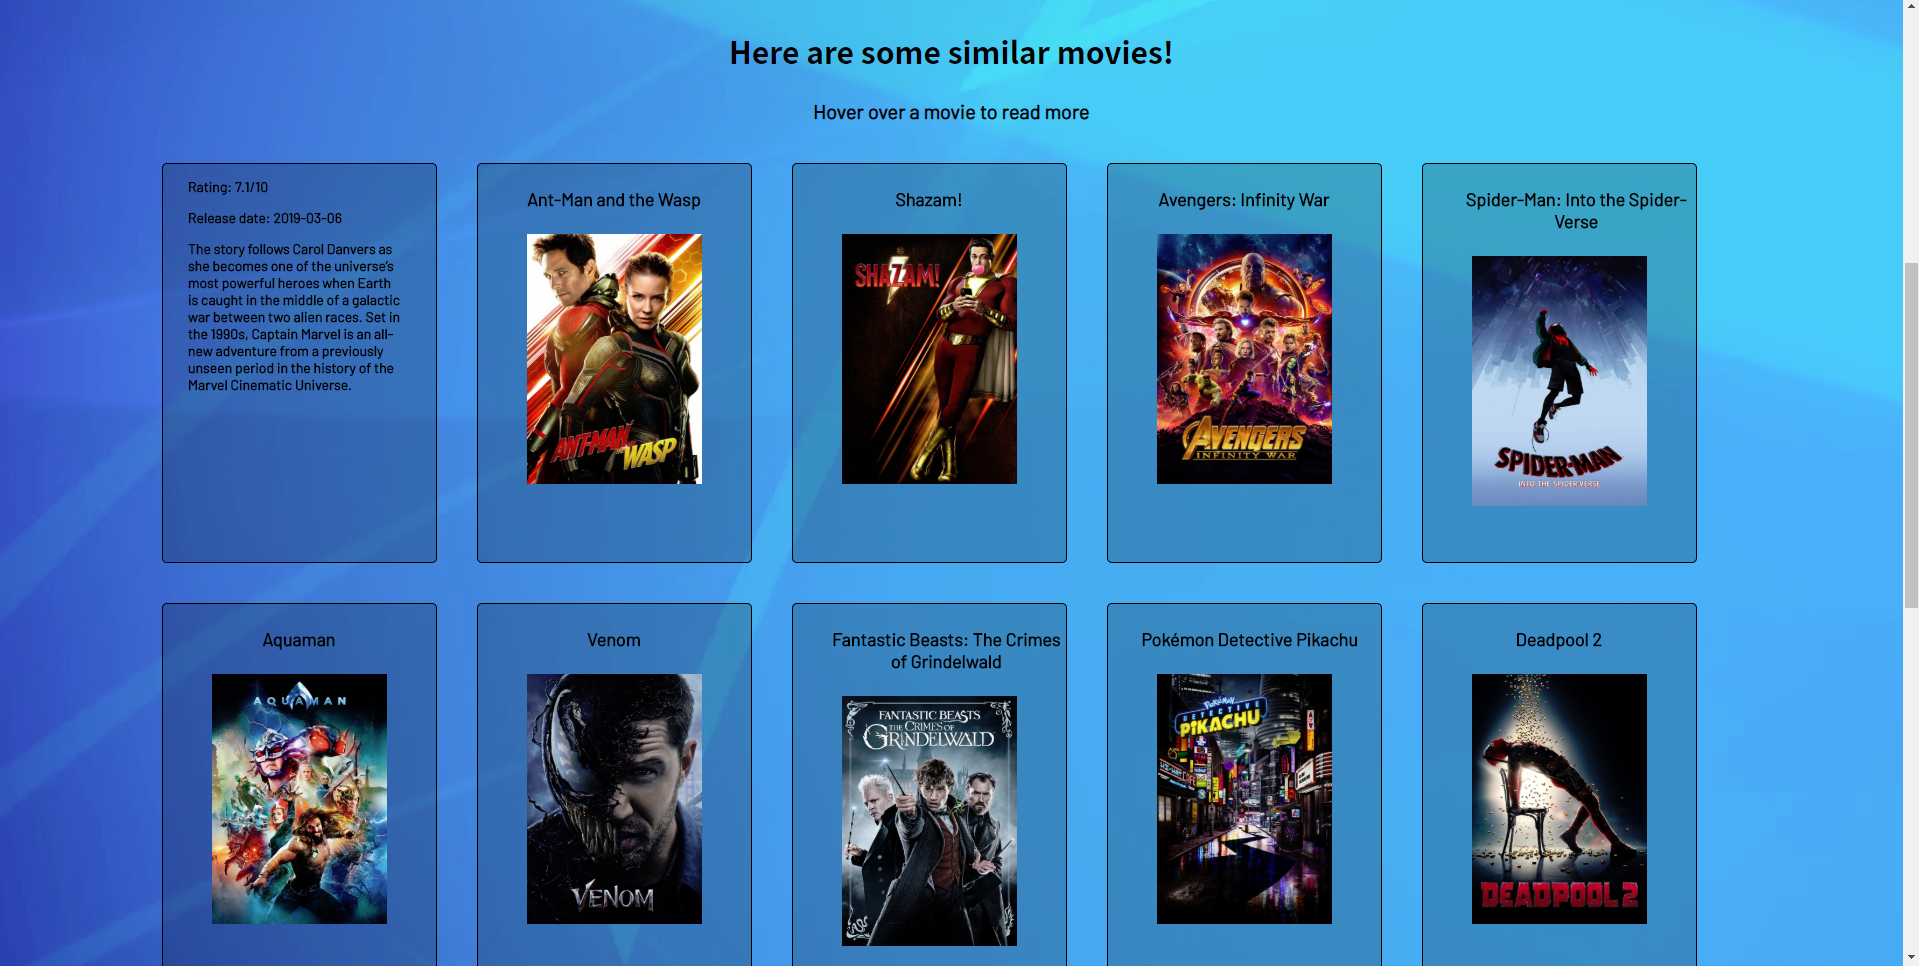 Here are some similar movies!
Hover over a movie to read more
Rating: 7.1/10
Release date: 2019-03-06
The story follows Carol Danvers as
she becomes one of the universe's
most powerful heroes when Earth
is caught in the middle of a galactic
war between two alien races. Set in
the 1990s, Captain Marvel is an all-
new adventure from a previously
unseen period in the history of the
Marvel Cinematic Universe.
Ant-Man and the Wasp
ANT-MAN
WASP
Shazam!
SHAZAM!
Avengers: Infinity War
AVENGERS
INFINITY WAR
Spider-Man: Into the Spider-
Verse
SPIDER-MAN
INTO THE SPIDER-VERSE
Aquaman
AQUAMAN
Venom
VENOM
Fantastic Beasts: The Crimes
of Grindelwald
FANTASTIC BEASTS
THE CRIMES OF
GRINDELWALD
Pokémon Detective Pikachu
POKÉMON
DETECTIVE
PIKACHU
Deadpool 2
DEADPOOL 2